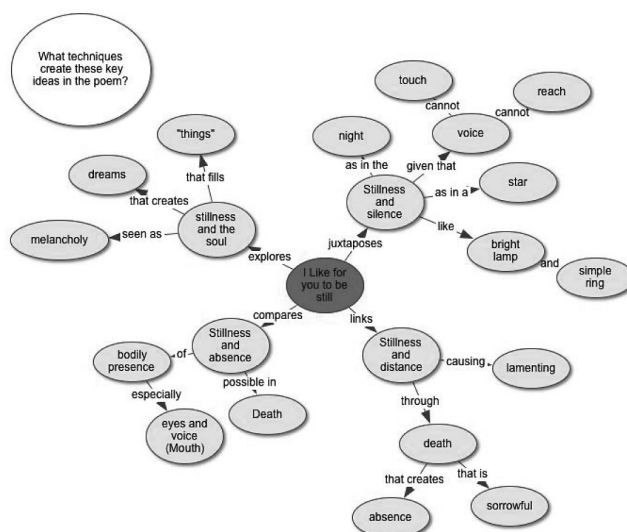 What techniques
create these key
ideas in the poem?
touch
reach
cannot
cannot
voice
"things"
night
as in the
given that
that fills
dreams
that creates
Stillness
and
silence
as in a
star
stillness
and the
soul
melancholy
seen as
like
bright
lamp
and
simple
ring
explores
juxtaposes
I Like for
you to be
still
compares
links
Stillness
and
absence
Stillness
and
distance
causing
lamenting
bodily
presence
of
possible in
especially
Death
through
eyes and
voice
(Mouth)
death
that creates
that is
absence
sorrowful